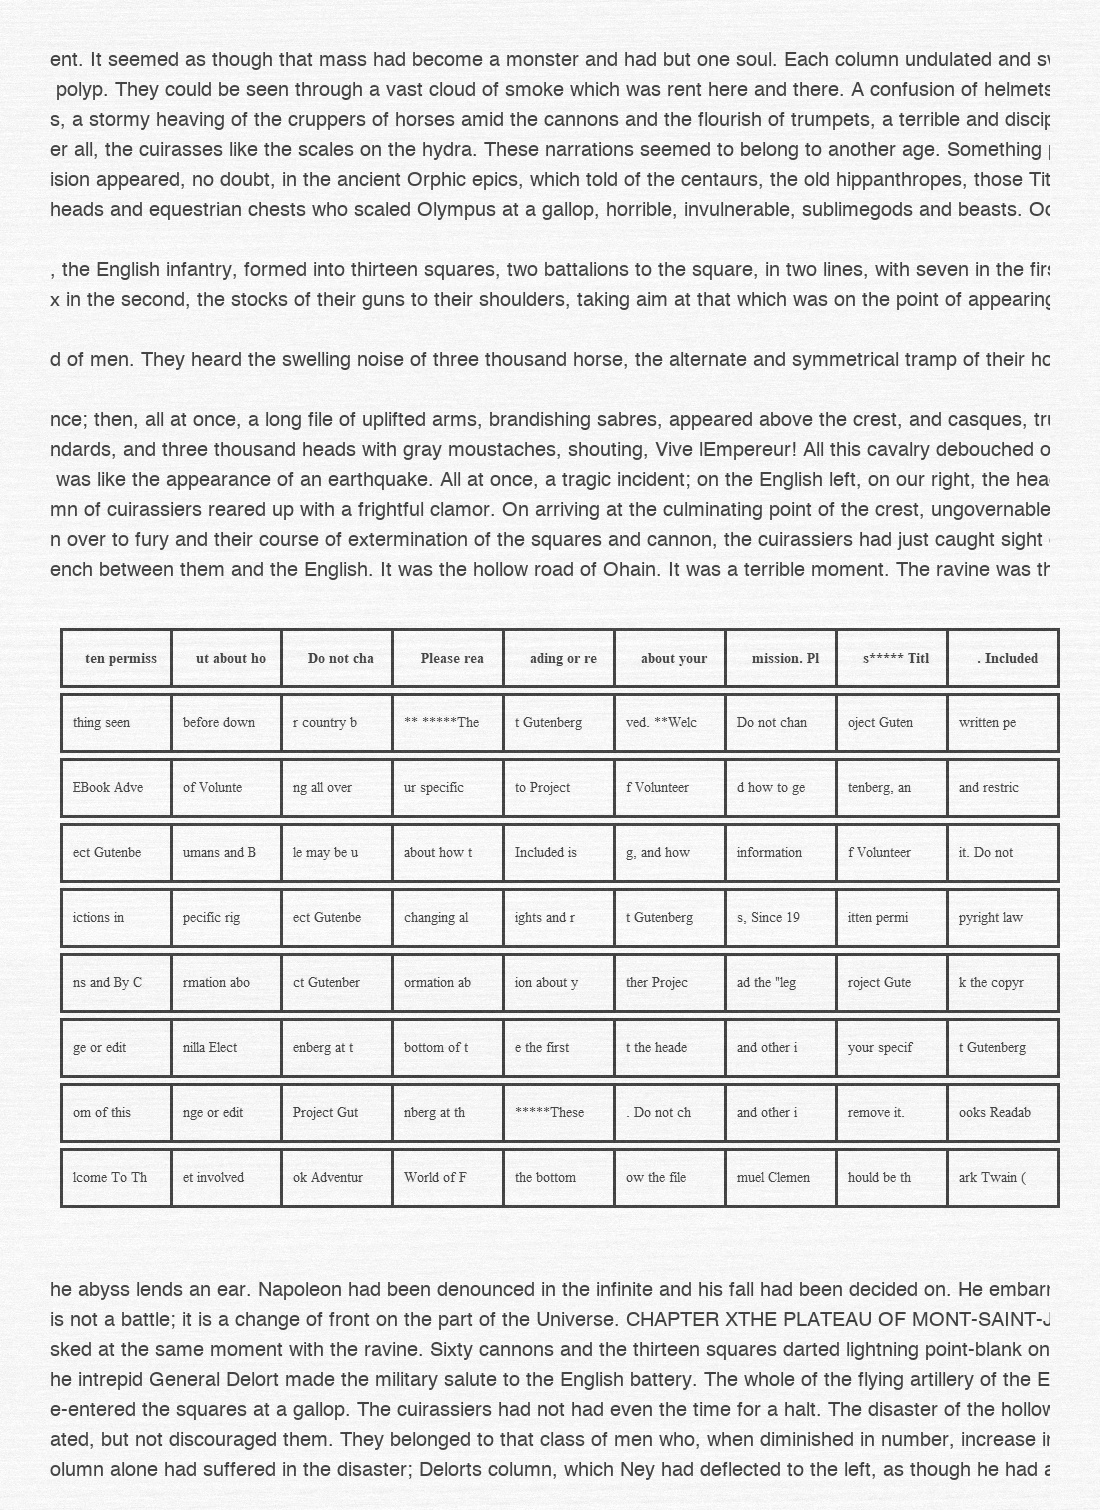 ent. It seemed as though that mass had become a monster and had but one soul. Each column undulated and
polyp. They could be seen through a vast cloud of smoke which was rent here and there. A confusion of helmets
s, a stormy heaving of the cruppers of horses amid the cannons and the flourish of trumpets, a terrible and discip
er all, the cuirasses like the scales on the hydra. These narrations seemed to belong to another age. Something
ision appeared, no doubt, in the ancient Orphic epics, which told of the centaurs, the old hippanthropes, those Tit
heads and equestrian chests who scaled Olympus at a gallop, horrible, invulnerable, sublimegods and beasts. Od
, the English infantry, formed into thirteen squares, two battalions to the square, in two lines, with seven in the firs
x in the second, the stocks of their guns to their shoulders, taking aim at that which was on the point of appearing
d of men. They heard the swelling noise of three thousand horse, the alternate and symmetrical tramp of their ho
nce; then, all at once, a long file of uplifted arms, brandishing sabres, appeared above the crest, and casques, tru
ndards, and three thousand heads with gray moustaches, shouting, Vive lEmpereur! All this cavalry debouched o
was like the appearance of an earthquake. All at once, a tragic incident; on the English left, on our right, the hea
mn of cuirassiers reared up with a frightful clamor. On arriving at the culminating point of the crest, ungovernable
n over to fury and their course of extermination of the squares and cannon, the cuirassiers had just caught sight
ench between them and the English. It was the hollow road of Ohain. It was a terrible moment. The ravine was th
ten permiss ut about ho Do not cha Please rea ading or re about your mission. Pl s***** Titl . Included
thing seen before down r country b ** *****The t Gutenberg ved. **Welc Do not chan oject Guten written pe
EBook Adve of Volunte ng all over ur specific to Project f Volunteer d how to ge tenberg, an and restric
ect Gutenbe umans and B le may be u about how t Included is g, and how information f Volunteer it. Do not
ictions in pecific rig ect Gutenbe changing al ights and r t Gutenberg s, Since 19 itten permi pyright law
ns and By C rmation abo ct Gutenber ormation ab ion about y ther Projec ad the "leg roject Gute k the copyr
ge or edit nilla Elect enberg at t bottom of t e the first t the heade and other i your specif t Gutenberg
om of this nge or edit Project Gut nberg at th *****These . Do not ch and other i remove it. ooks Readab
lcome To Th et involved ok Adventur World of F the bottom ow the file muel Clemen hould be th ark Twain (
he abyss lends an ear. Napoleon had been denounced in the infinite and his fall had been decided on. He embarr
is not a battle; it is a change of front on the part of the Universe. CHAPTER XTHE PLATEAU OF MONT-SAINT-J
sked at the same moment with the ravine. Sixty cannons and the thirteen squares darted lightning point-blank on
he intrepid General Delort made the military salute to the English battery. The whole of the flying artillery of the E
e-entered the squares at a gallop. The cuirassiers had not had even the time for a halt. The disaster of the hollow
ated, but not discouraged them. They belonged to that class of men who, when diminished in number, increase in
olumn alone had suffered in the disaster; Delorts column, which Ney had deflected to the left, as though he had a